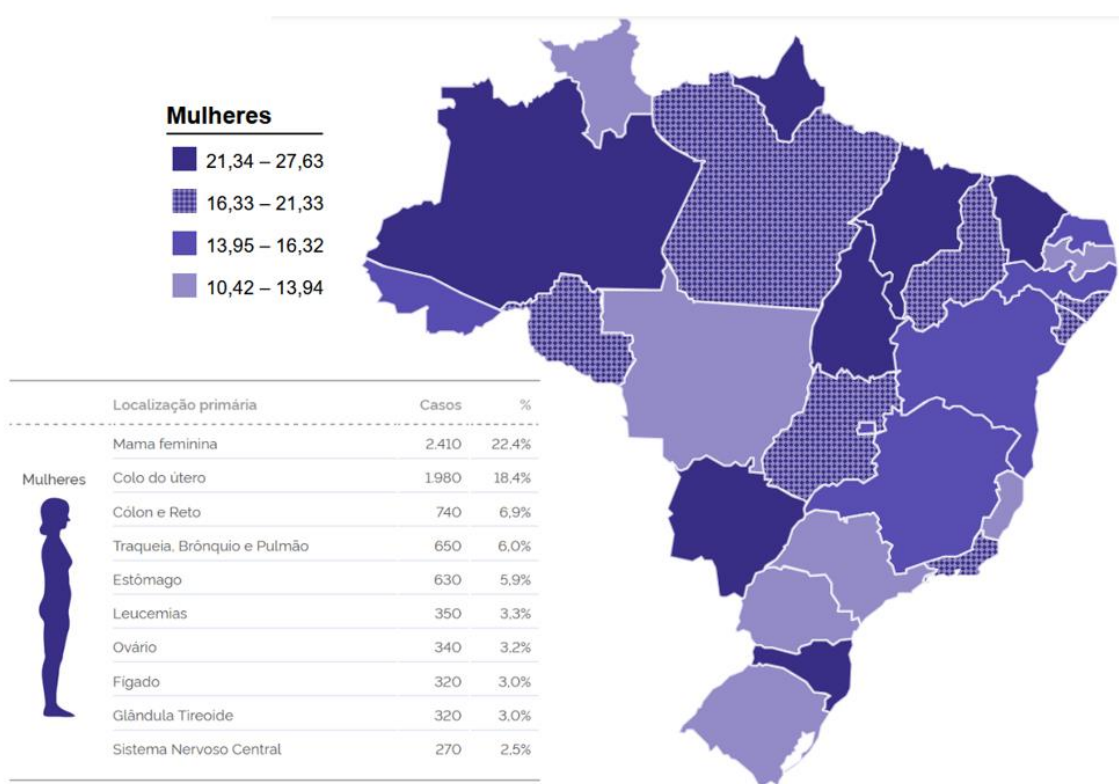 Mulheres
21,34 – 27,63
16,33 – 21,33
13,95 – 16,32
10,42 – 13,94
Localização primária Casos %
Mulheres
Mama feminina 2.410 22,4%
Colo do útero 1.980 18,4%
Cólon e Reto 740 6,9%
Traqueia, Brônquio e Pulmão 650 6,0%
Estômago 630 5,9%
Leucemias 350 3,3%
Ovário 340 3,2%
Fígado 320 3,0%
Glândula Tireoide 320 3,0%
Sistema Nervoso Central 270 2,5%